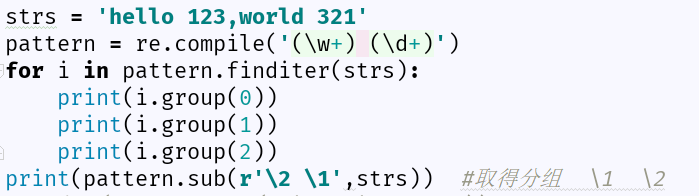 strs = 'hello 123,world 321'
pattern = re.compile('(\w+) (\d+)')
for i in pattern.finditer(strs):
    print(i.group(0))
    print(i.group(1))
    print(i.group(2))
print(pattern.sub(r'\2 \1',strs))  #取得分组  \1  \2